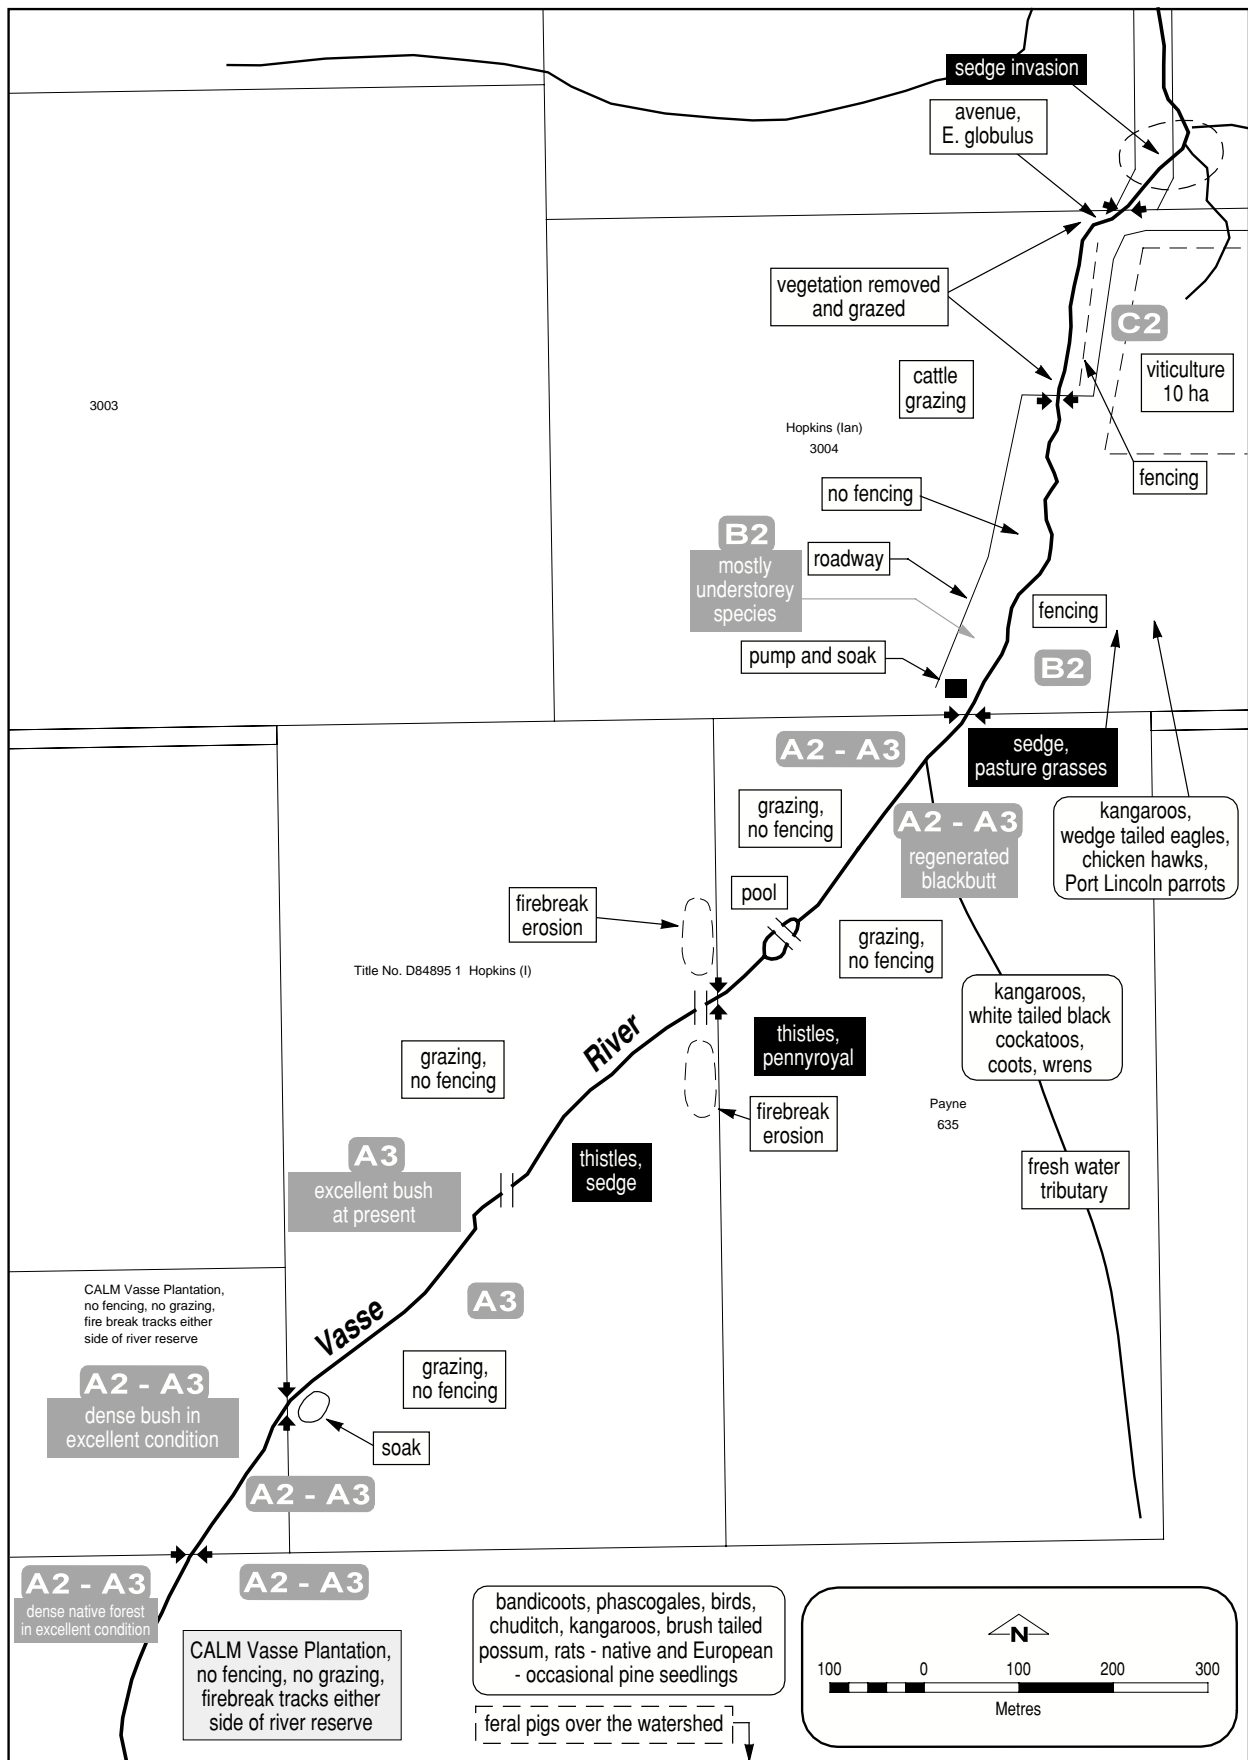 sedge invasion
avenue,
E. globulus
vegetation removed
and grazed
C2
cattle
grazing
viticulture
10 ha
3003
Hopkins (Ian)
3004
fencing
no fencing
B2
mostly
understorey
species
roadway
fencing
pump and soak
B2
A2 - A3
sedge,
pasture grasses
grazing,
no fencing
A2 - A3
regenerated
blackbutt
kangaroos,
wedge tailed eagles,
chicken hawks,
Port Lincoln parrots
firebreak
erosion
pool
grazing,
no fencing
Title No. D84895 1 Hopkins (I)
kangaroos,
white tailed black
cockatoos,
coots, wrens
River
thistles,
pennyroyal
grazing,
no fencing
firebreak
erosion
Payne
635
A3
excellent bush
at present
thistles,
sedge
fresh water
tributary
CALM Vasse Plantation,
no fencing, no grazing,
fire break tracks either
side of river reserve
A3
Vasse
A2 - A3
dense bush in
excellent condition
grazing,
no fencing
soak
A2 - A3
A2 - A3
dense native forest
in excellent condition
A2 - A3
CALM Vasse Plantation,
no fencing, no grazing,
firebreak tracks either
side of river reserve
bandicoots, phascogales, birds,
chuditch, kangaroos, brush tailed
possum, rats - native and European
- occasional pine seedlings
feral pigs over the watershed
N
100 0 100 200 300
Metres